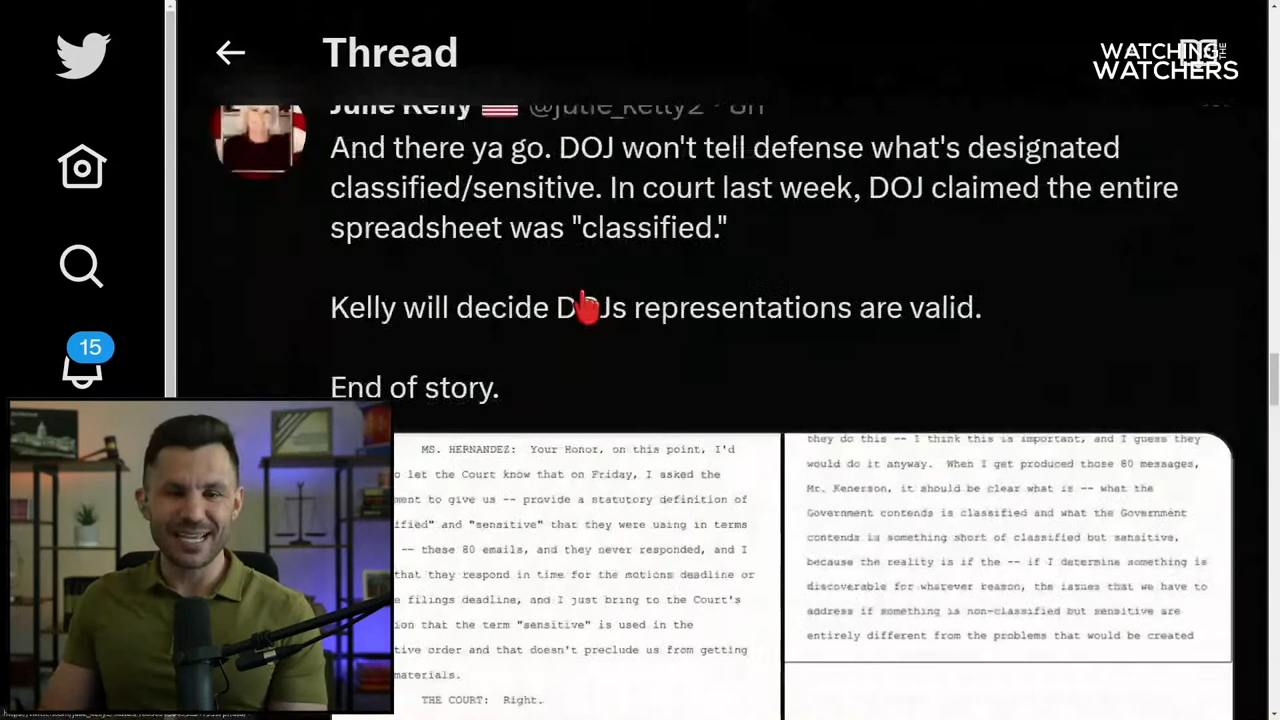 Thread
WATCHING THE
WATCHERS
Julie Kelly @julie_kelly2 · 8h
And there ya go. DOJ won't tell defense what's designated
classified/sensitive. In court last week, DOJ claimed the entire
spreadsheet was "classified."
Kelly will decide DOJs representations are valid.
End of story.
15
MS. HERNANDEZ: Your Honor, on this point, I'd
let the Court know that on Friday, I asked the
ment to give us -- provide a statutory definition of
ified" and "sensitive" that they were using in terms
-- these 80 emails, and they never responded, and I
that they respond in time for the motions deadline or
filings deadline, and I just bring to the Court's
ion that the term "sensitive" is used in the
tive order and that doesn't preclude us from getting
materials.
THE COURT: Right.
they do this -- I think this is important, and I guess they
would do it anyway. When I get produced those 80 messages,
Mr. Kenerson, it should be clear what is -- what the
Government contends is classified and what the Government
contends is something short of classified but sensitive,
because the reality is if the -- if I determine something is
discoverable for whatever reason, the issues that we have to
address if something is non-classified but sensitive are
entirely different from the problems that would be created